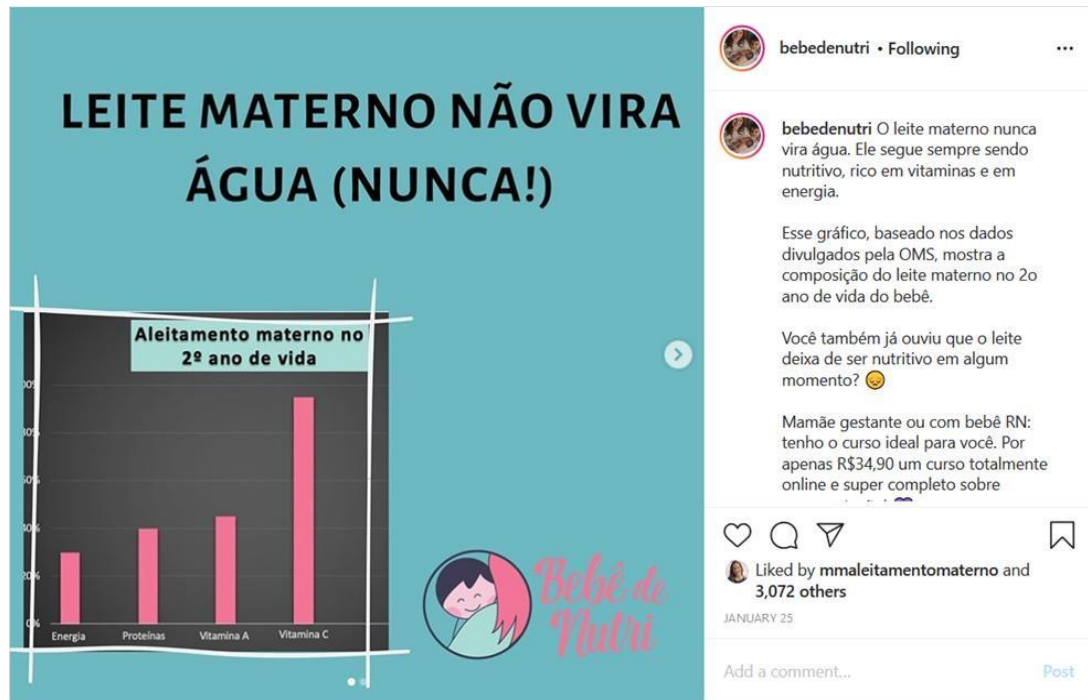 LEITE MATERNO NÃO VIRA
ÁGUA (NUNCA!)
Aleitamento materno no
2º ano de vida
00%
80%
60%
40%
20%
0%
Energia
Proteínas
Vitamina A
Vitamina C
Bebê de
Nutri
bebedenutri • Following
bebedenutri O leite materno nunca
vira água. Ele segue sempre sendo
nutritivo, rico em vitaminas e em
energia.
Esse gráfico, baseado nos dados
divulgados pela OMS, mostra a
composição do leite materno no 2o
ano de vida do bebê.
Você também já ouviu que o leite
deixa de ser nutritivo em algum
momento? 😞
Mamãe gestante ou com bebê RN:
tenho o curso ideal para você. Por
apenas R$34,90 um curso totalmente
online e super completo sobre
Liked by mmaleitamentomaterno and
3,072 others
JANUARY 25
Add a comment...
Post